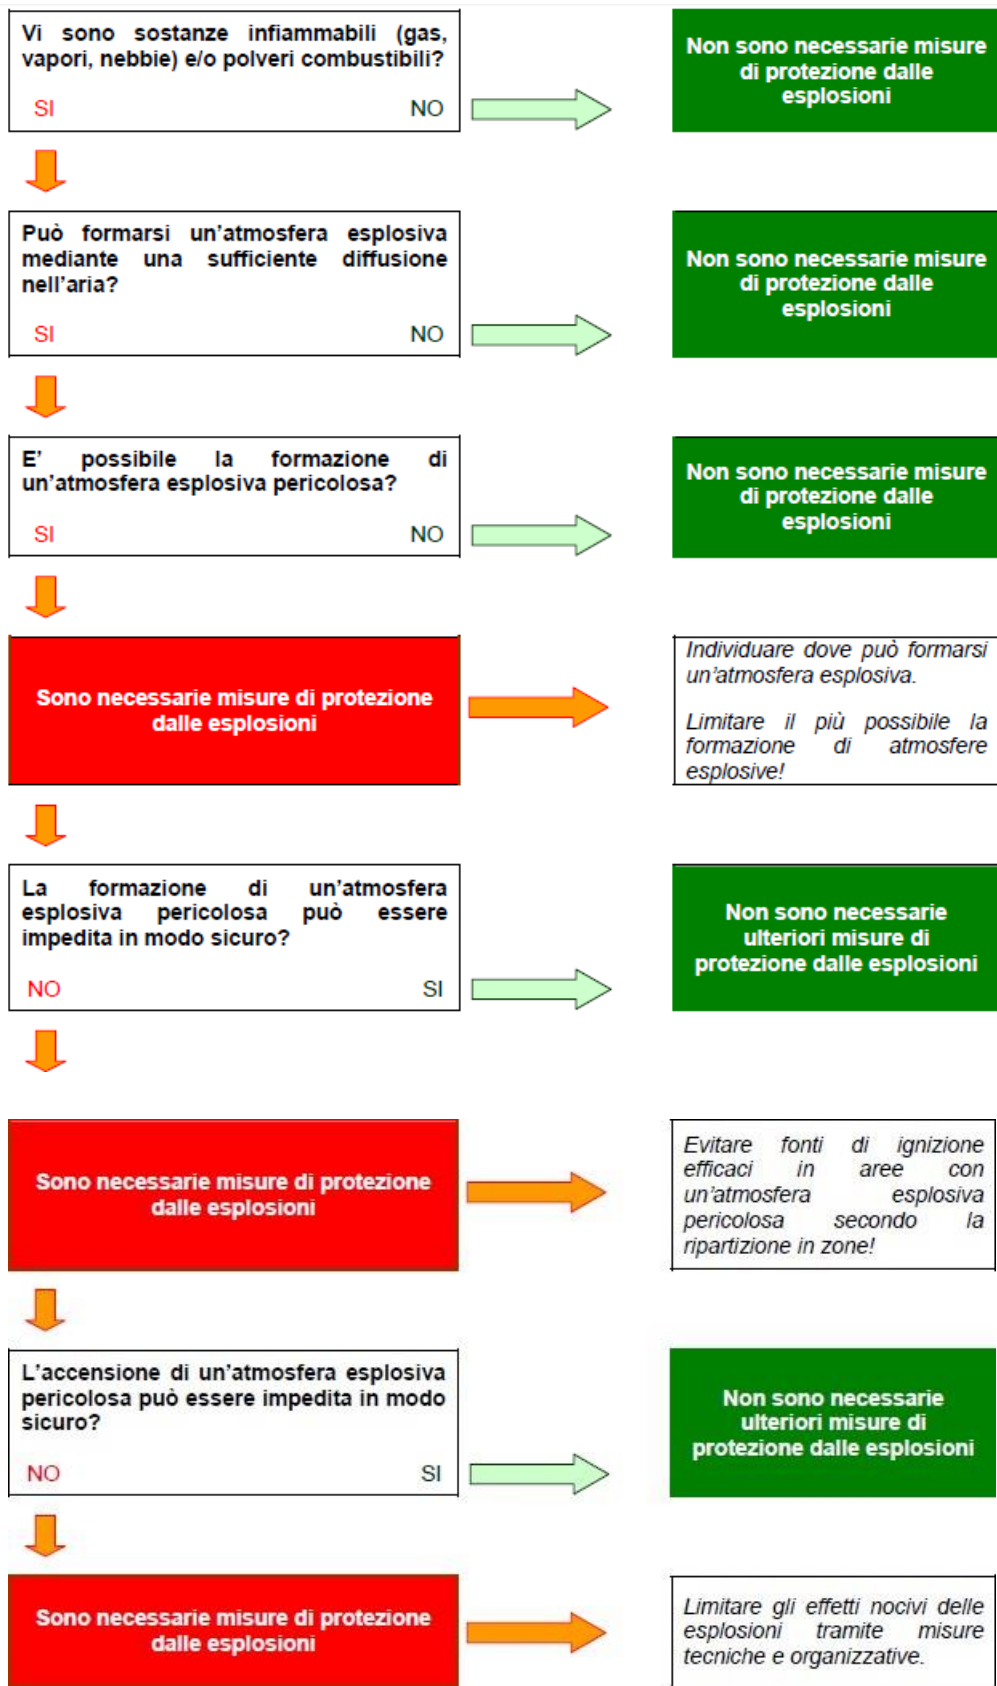 Vi sono sostanze infiammabili (gas,
vapori, nebbie) e/o polveri combustibili?
SI NO
Non sono necessarie misure
di protezione dalle
esplosioni
Può formarsi un'atmosfera esplosiva
mediante una sufficiente diffusione
nell'aria?
SI NO
Non sono necessarie misure
di protezione dalle
esplosioni
E' possibile la formazione di
un'atmosfera esplosiva pericolosa?
SI NO
Non sono necessarie misure
di protezione dalle
esplosioni
Sono necessarie misure di protezione
dalle esplosioni
Individuare dove può formarsi
un'atmosfera esplosiva.
Limitare il più possibile la
formazione di atmosfere
esplosive!
La formazione di un'atmosfera
esplosiva pericolosa può essere
impedita in modo sicuro?
NO SI
Non sono necessarie
ulteriori misure di
protezione dalle esplosioni
Sono necessarie misure di protezione
dalle esplosioni
Evitare fonti di ignizione
efficaci in aree con
un'atmosfera esplosiva
pericolosa secondo la
ripartizione in zone!
L'accensione di un'atmosfera esplosiva
pericolosa può essere impedita in modo
sicuro?
NO SI
Non sono necessarie
ulteriori misure di
protezione dalle esplosioni
Sono necessarie misure di protezione
dalle esplosioni
Limitare gli effetti nocivi delle
esplosioni tramite misure
tecniche e organizzative.